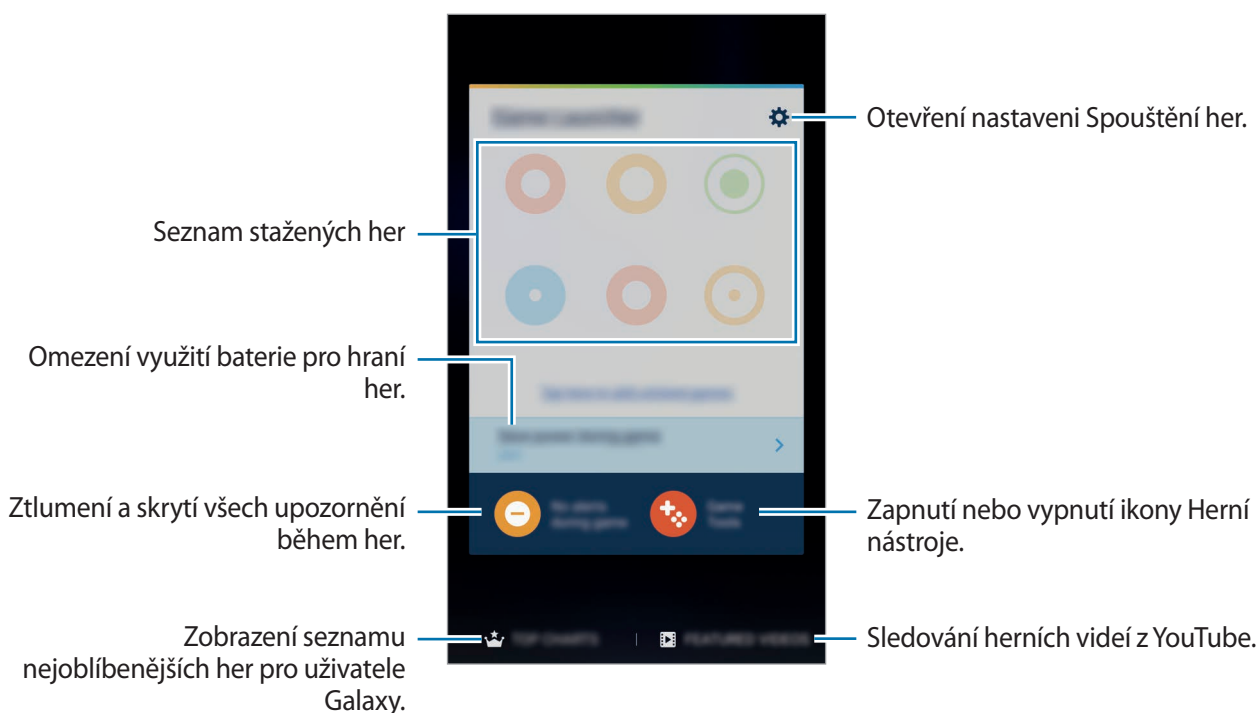 Otevření nastaveni Spouštění her.
Seznam stažených her
Omezení využití baterie pro hraní
her.
Ztlumení a skrytí všech upozornění
během her.
Zapnutí nebo vypnutí ikony Herní
nástroje.
Zobrazení seznamu
nejoblíbenějších her pro uživatele
Galaxy.
Sledování herních videí z YouTube.